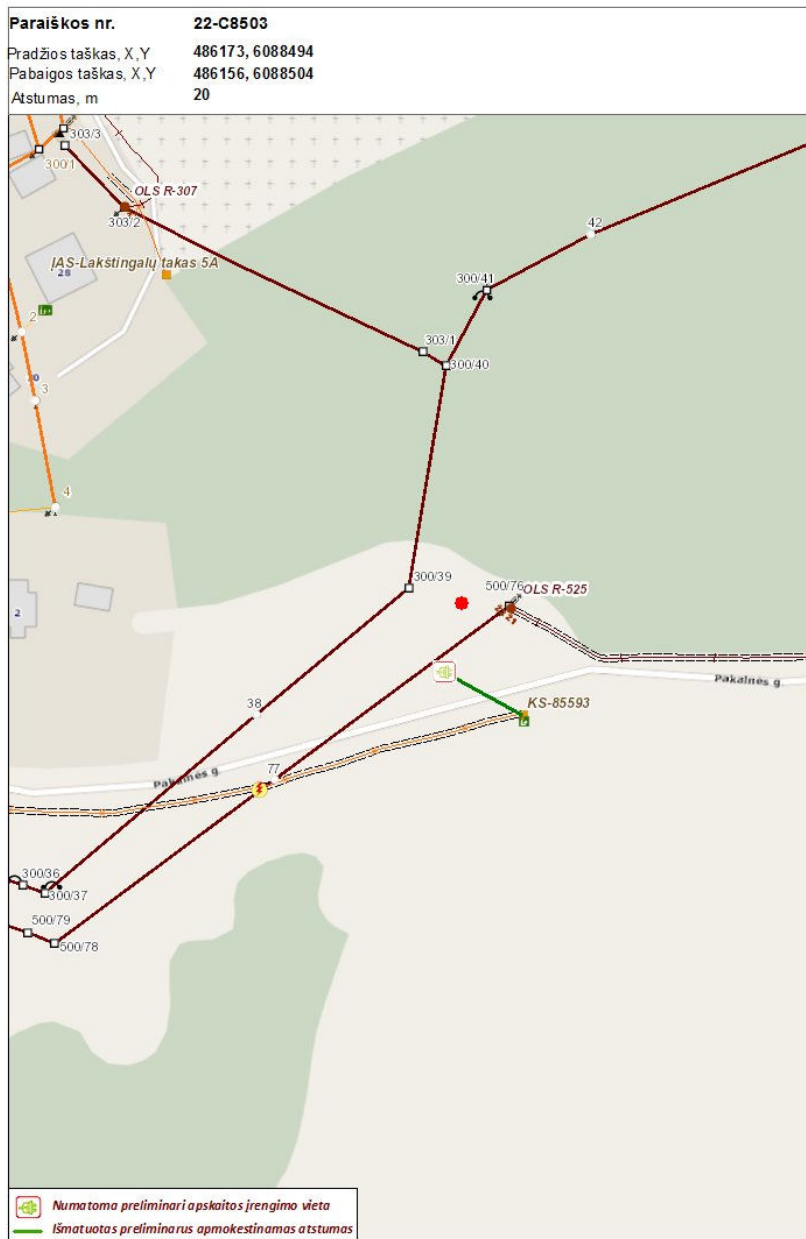 Paraiškos nr. 22-C8503
Pradžios taškas, X,Y 486173, 6088494
Pabaigos taškas, X,Y 486156, 6088504
Atstumas, m 20
303/3
300/1
OLS R-307
303/2
42
ĮAS-Lakštingalų takas 5A
28
300/41
2
303/1
300/40
3
4
300/39
500/76
OLS R-525
2
Pakalnės g.
38
KS-85593
77
Pakalnės g.
300/36
300/37
500/79
500/78
Numatoma preliminari apskaitos įrengimo vieta
Išmatuotas preliminarus apmokestinamas atstumas